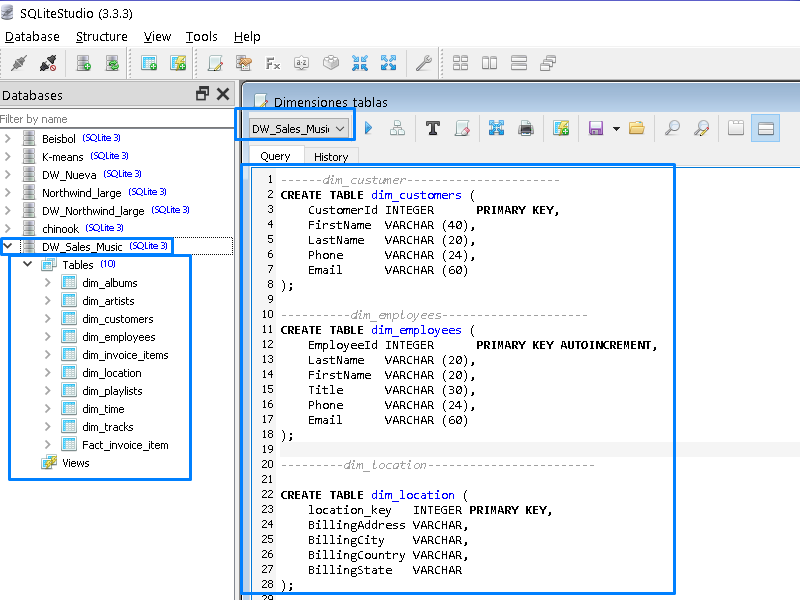 SQLiteStudio (3.3.3)
Database Structure View Tools Help
Databases
Filter by name
Beisbol (SQLite 3)
K-means (SQLite 3)
DW_Nueva (SQLite 3)
Northwind_large (SQLite 3)
DW_Northwind_large (SQLite 3)
chinook (SQLite 3)
DW_Sales_Music (SQLite 3)
Tables (10)
dim_albums
dim_artists
dim_customers
dim_employees
dim_invoice_items
dim_location
dim_playlists
dim_time
dim_tracks
Fact_invoice_item
Views
Dimensiones tablas
DW_Sales_Music
Query History
1 ------dim_custumer----------------------
2 CREATE TABLE dim_customers (
3 CustomerId INTEGER PRIMARY KEY,
4 FirstName VARCHAR (40),
5 LastName VARCHAR (20),
6 Phone VARCHAR (24),
7 Email VARCHAR (60)
8 );
9
10 ----------dim_employees---------------------
11 CREATE TABLE dim_employees (
12 EmployeeId INTEGER PRIMARY KEY AUTOINCREMENT,
13 LastName VARCHAR (20),
14 FirstName VARCHAR (20),
15 Title VARCHAR (30),
16 Phone VARCHAR (24),
17 Email VARCHAR (60)
18 );
19
20 ---------dim_location------------------------
21
22 CREATE TABLE dim_location (
23 location_key INTEGER PRIMARY KEY,
24 BillingAddress VARCHAR,
25 BillingCity VARCHAR,
26 BillingCountry VARCHAR,
27 BillingState VARCHAR
28 );
29